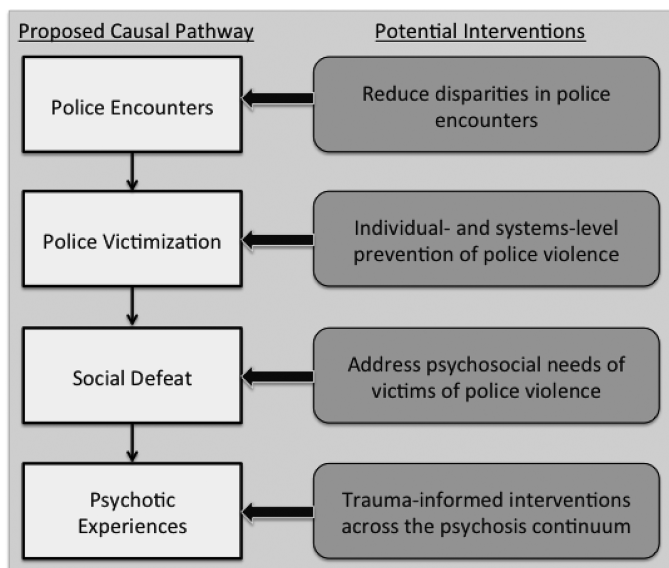 Proposed Causal Pathway
Potential Interventions
Police Encounters
Reduce disparities in police
encounters
Police Victimization
Individual- and systems-level
prevention of police violence
Social Defeat
Address psychosocial needs of
victims of police violence
Psychotic
Experiences
Trauma-informed interventions
across the psychosis continuum